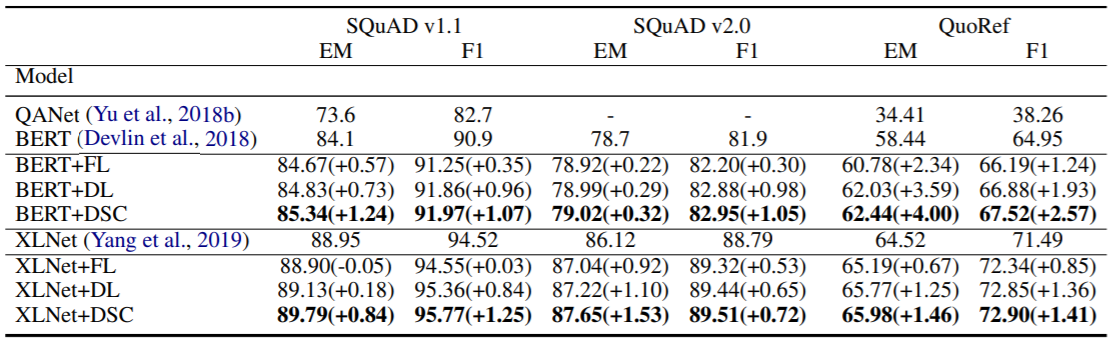 SQuAD v1.1 SQuAD v2.0 QuoRef
EM F1 EM F1 EM F1
Model
QANet (Yu et al., 2018b) 73.6 82.7 - - 34.41 38.26
BERT (Devlin et al., 2018) 84.1 90.9 78.7 81.9 58.44 64.95
BERT+FL 84.67(+0.57) 91.25(+0.35) 78.92(+0.22) 82.20(+0.30) 60.78(+2.34) 66.19(+1.24)
BERT+DL 84.83(+0.73) 91.86(+0.96) 78.99(+0.29) 82.88(+0.98) 62.03(+3.59) 66.88(+1.93)
BERT+DSC 85.34(+1.24) 91.97(+1.07) 79.02(+0.32) 82.95(+1.05) 62.44(+4.00) 67.52(+2.57)
XLNet (Yang et al., 2019) 88.95 94.52 86.12 88.79 64.52 71.49
XLNet+FL 88.90(-0.05) 94.55(+0.03) 87.04(+0.92) 89.32(+0.53) 65.19(+0.67) 72.34(+0.85)
XLNet+DL 89.13(+0.18) 95.36(+0.84) 87.22(+1.10) 89.44(+0.65) 65.77(+1.25) 72.85(+1.36)
XLNet+DSC 89.79(+0.84) 95.77(+1.25) 87.65(+1.53) 89.51(+0.72) 65.98(+1.46) 72.90(+1.41)